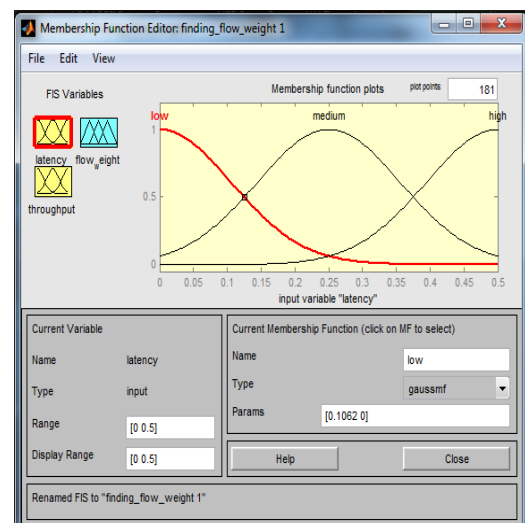 Membership Function Editor: finding_flow_weight 1
File Edit View
FIS Variables
Membership function plots
plot points
181
low medium high
latency flow_weight
throughput
1
0.5
0
0 0.05 0.1 0.15 0.2 0.25 0.3 0.35 0.4 0.45 0.5
input variable "latency"
Current Variable
Name latency
Type input
Range [0 0.5]
Display Range [0 0.5]
Current Membership Function (click on MF to select)
Name low
Type gaussmf
Params [0.1062 0]
Help Close
Renamed FIS to "finding_flow_weight 1"